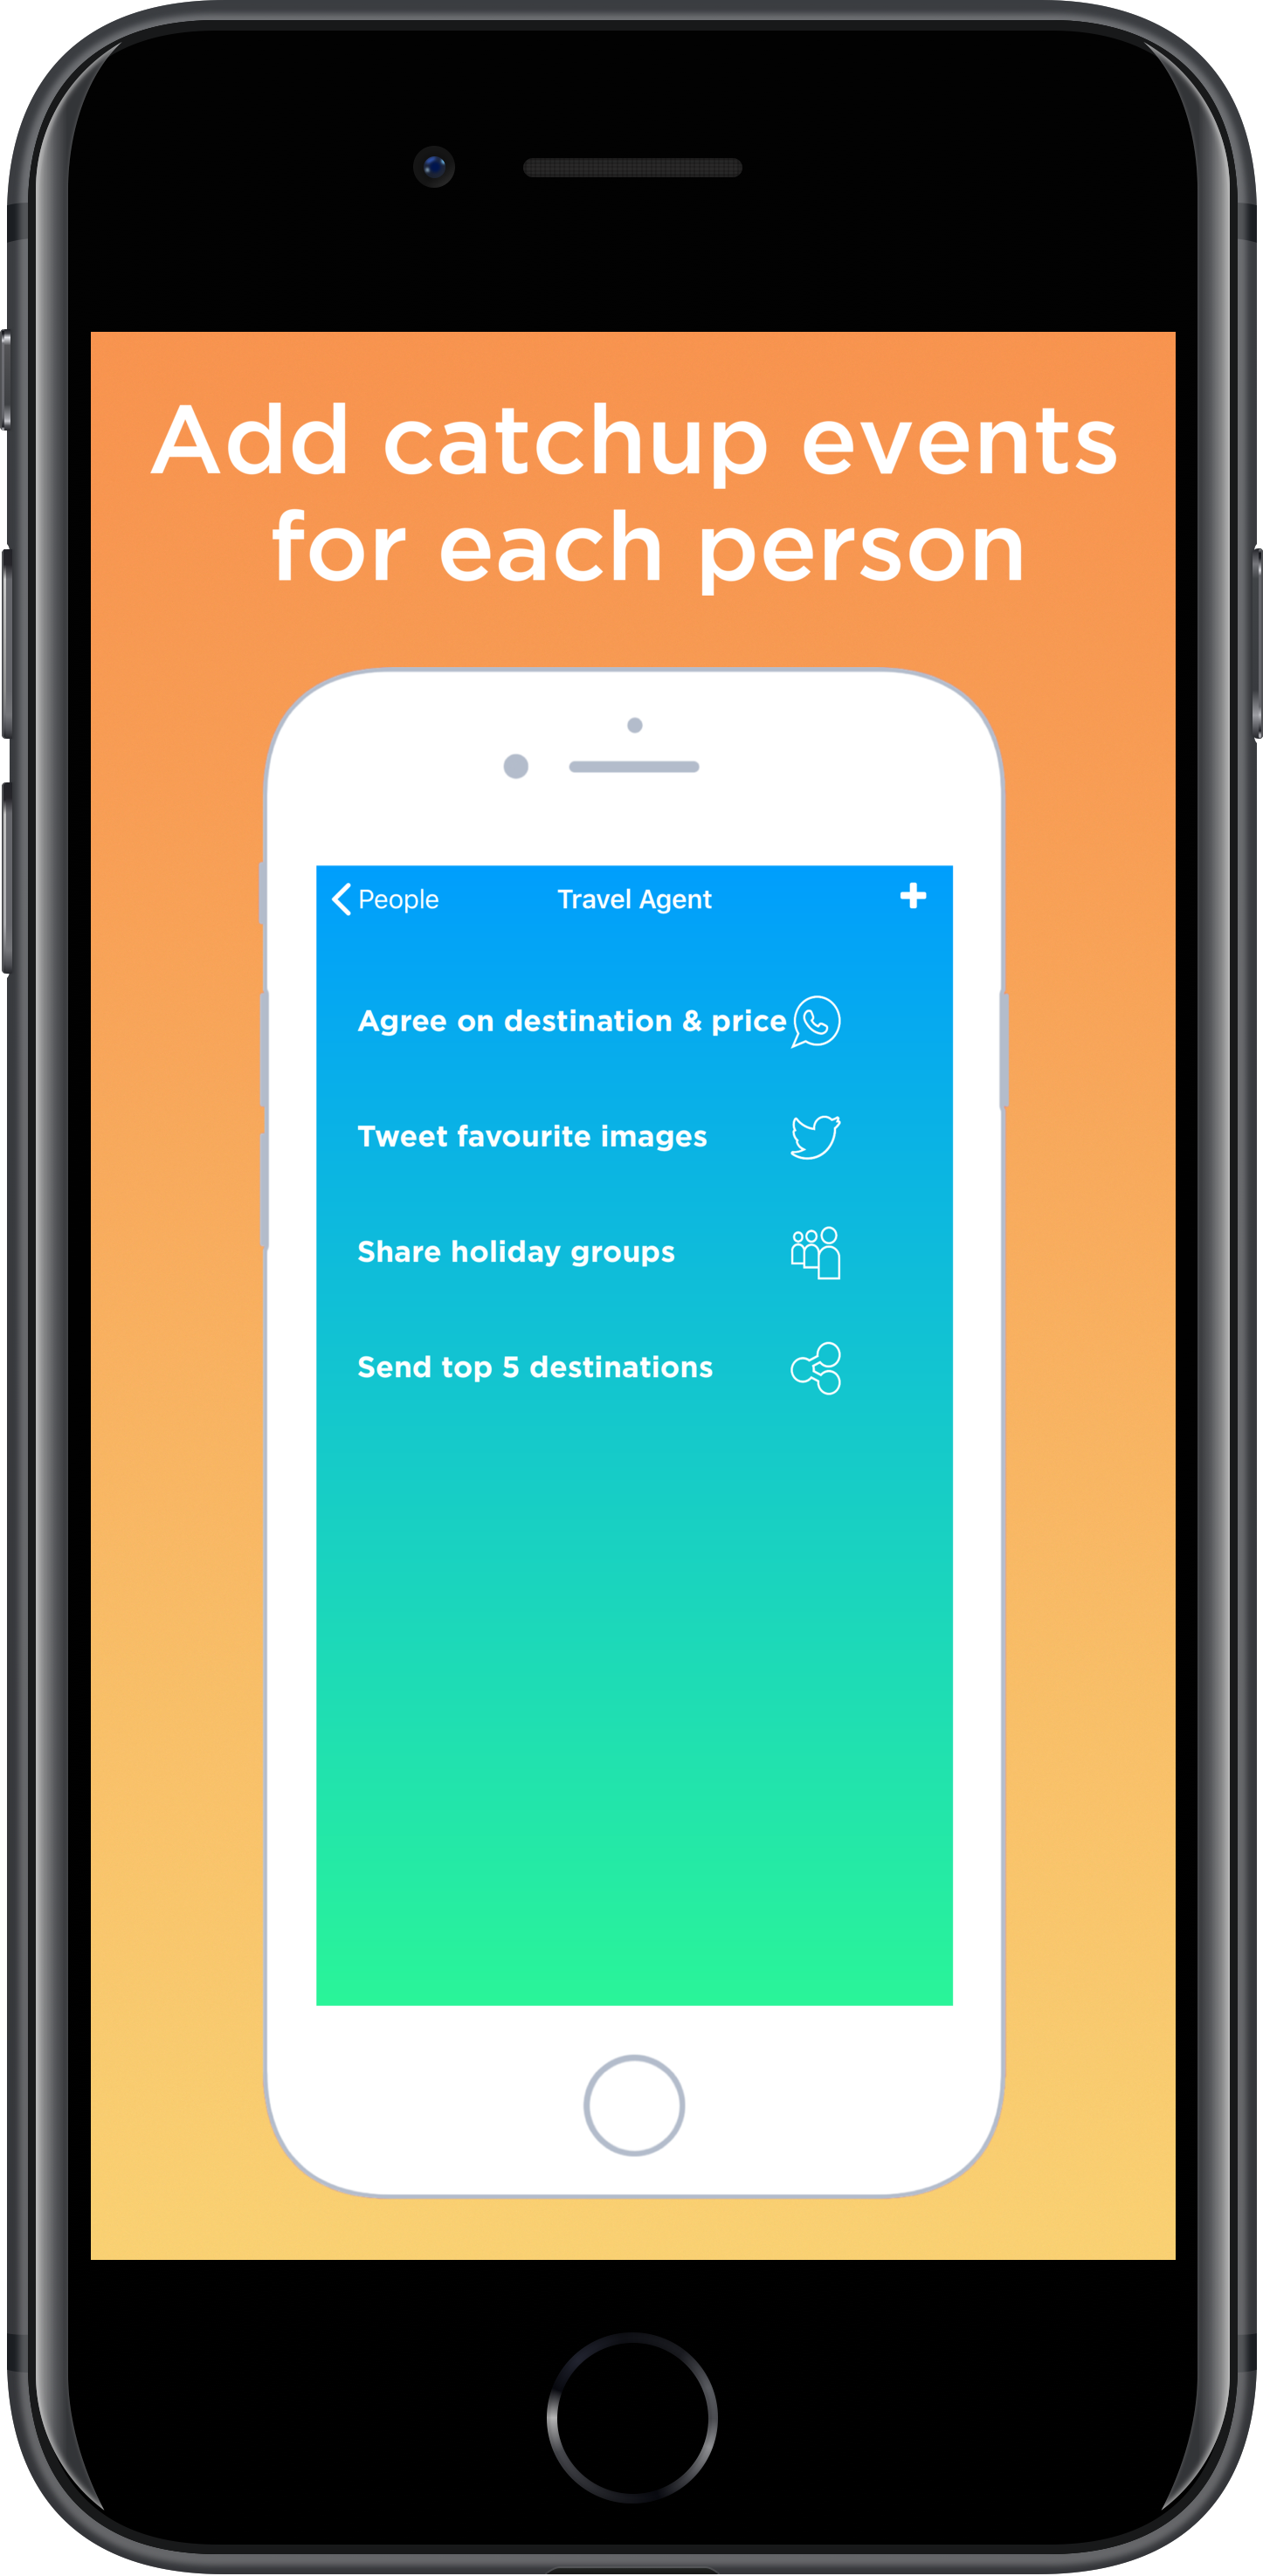 Add catchup events
for each person
People
Travel Agent
Agree on destination & price
Tweet favourite images
Share holiday groups
Send top 5 destinations